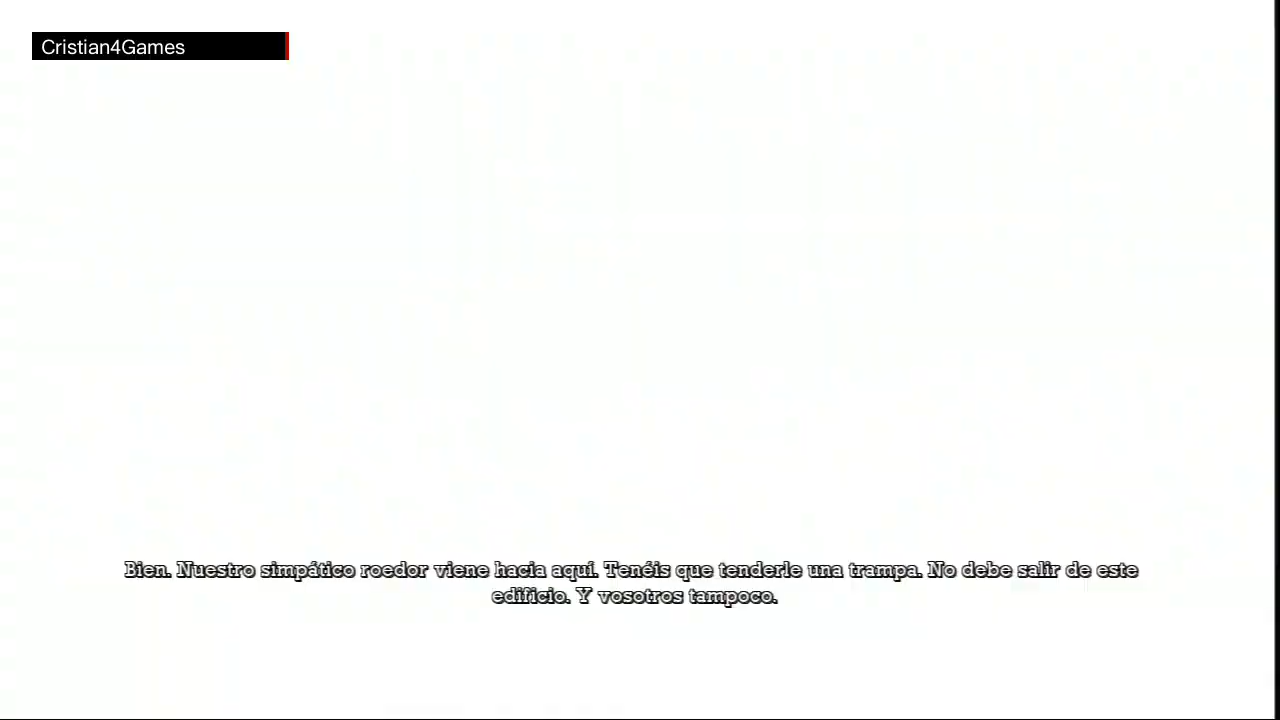 Cristian4Games
Bien. Nuestro simpático roedor viene hacia aquí. Tenéis que tenderle una trampa. No debe salir de este
edificio. Y vosotros tampoco.